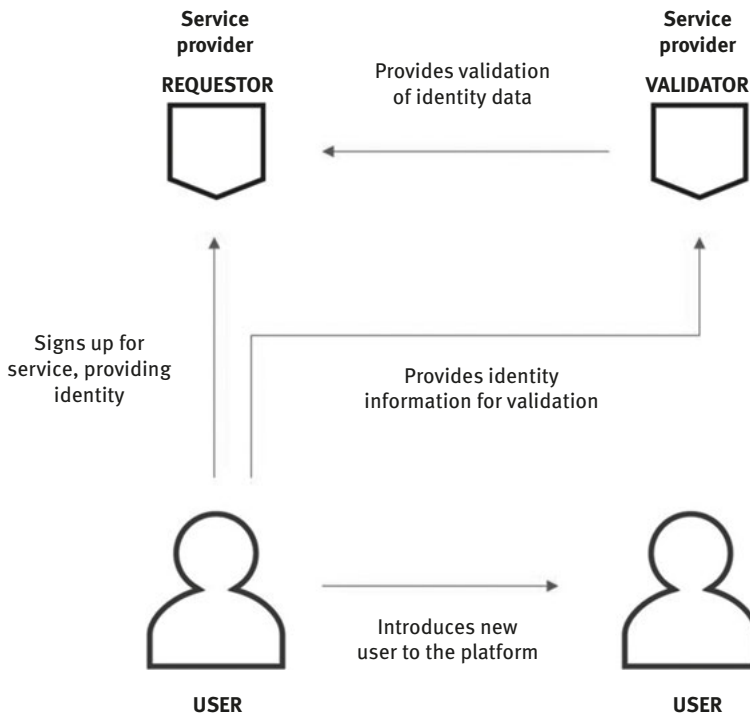 Service
provider
REQUESTOR
Service
provider
VALIDATOR
Provides validation
of identity data
Signs up for
service, providing
identity
Provides identity
information for validation
Introduces new
user to the platform
USER
USER